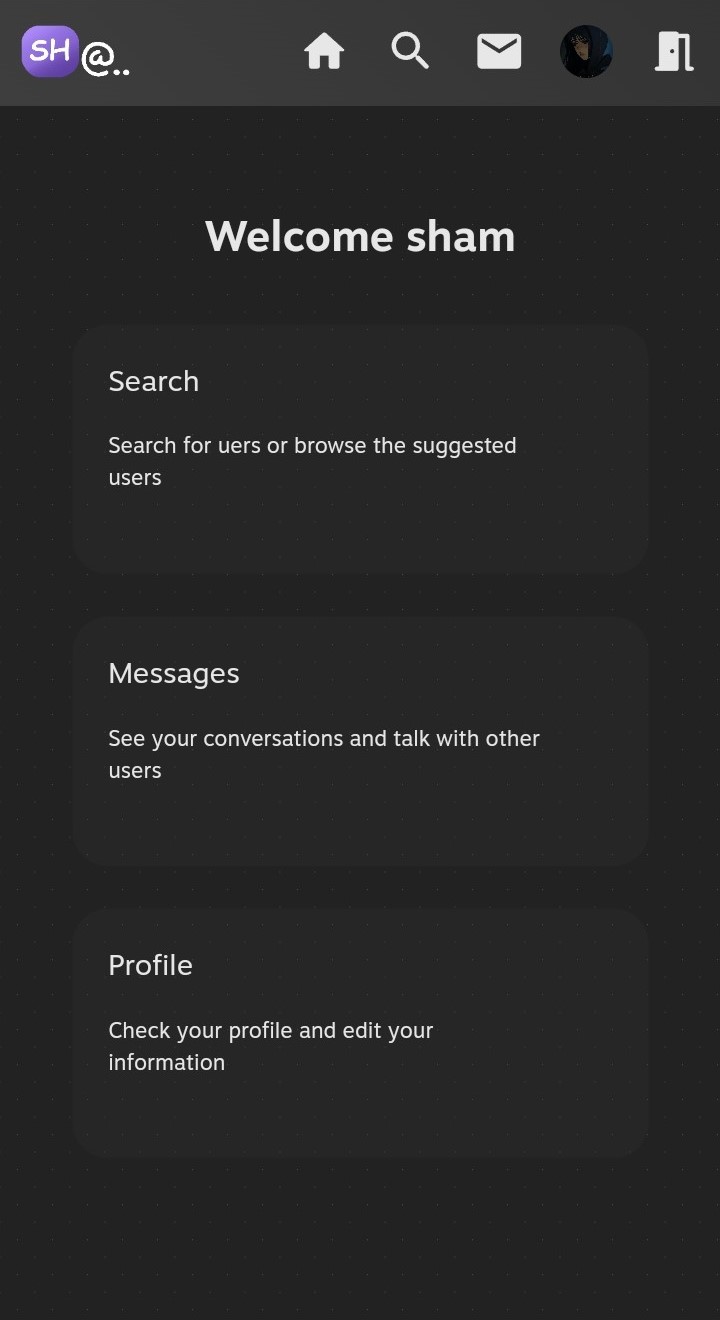 SH @..
Welcome sham
Search
Search for uers or browse the suggested
users
Messages
See your conversations and talk with other
users
Profile
Check your profile and edit your
information